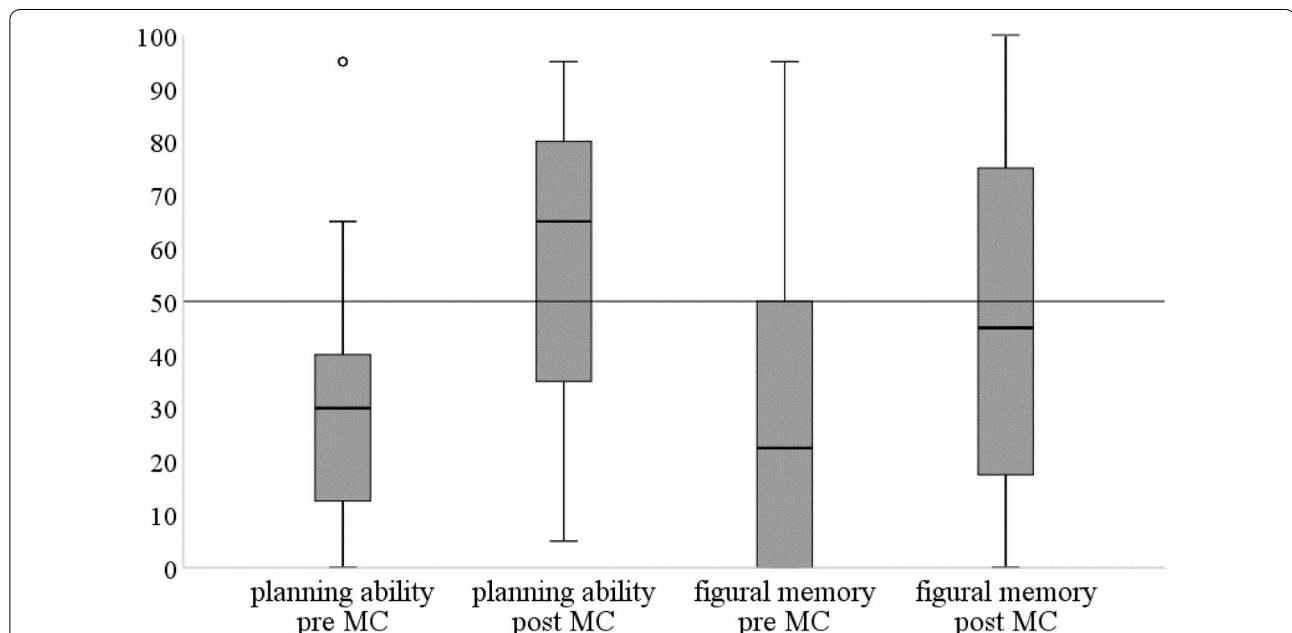 100
90
80
70
60
50
40
30
20
10
0
planning ability pre MC
planning ability post MC
figural memory pre MC
figural memory post MC